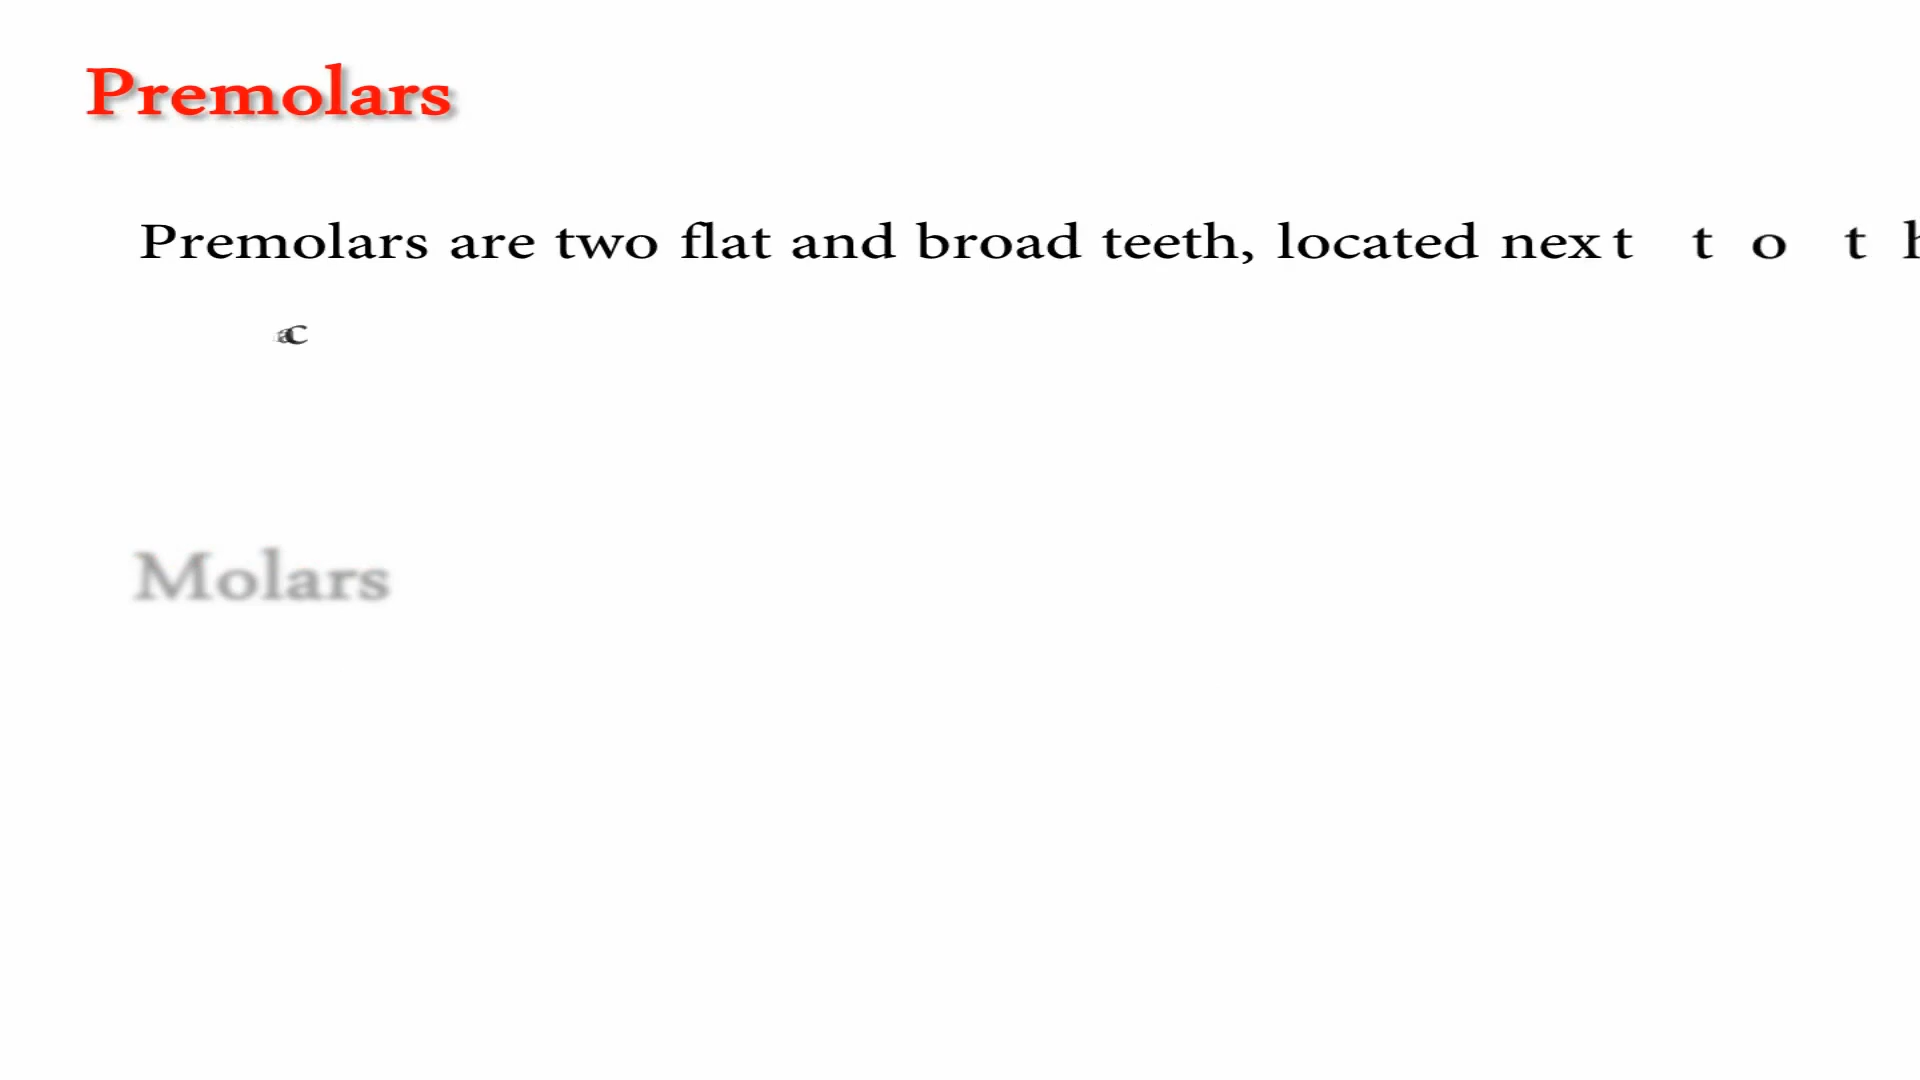 Premolars
Premolars are two flat and broad teeth, located next to
Molars